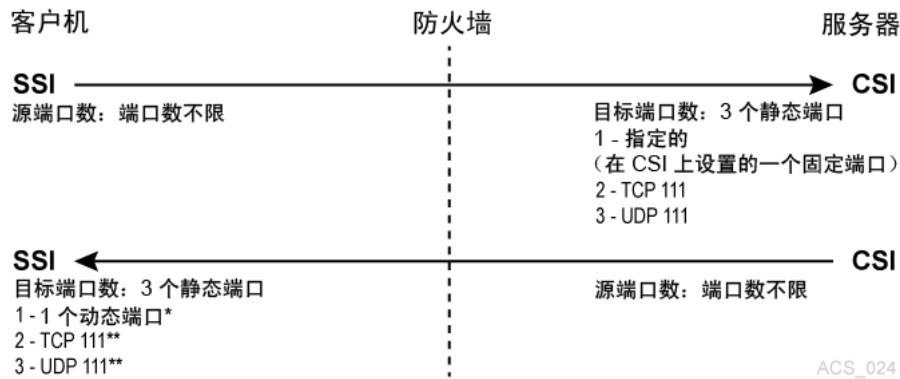 客户机 防火墙 服务器
SSI CSI
源端口数：端口数不限
目标端口数：3 个静态端口
1 - 指定的
（在 CSI 上设置的一个固定端口）
2 - TCP 111
3 - UDP 111
SSI CSI
目标端口数：3 个静态端口
1 - 1 个动态端口*
2 - TCP 111**
3 - UDP 111**
源端口数：端口数不限
ACS_024